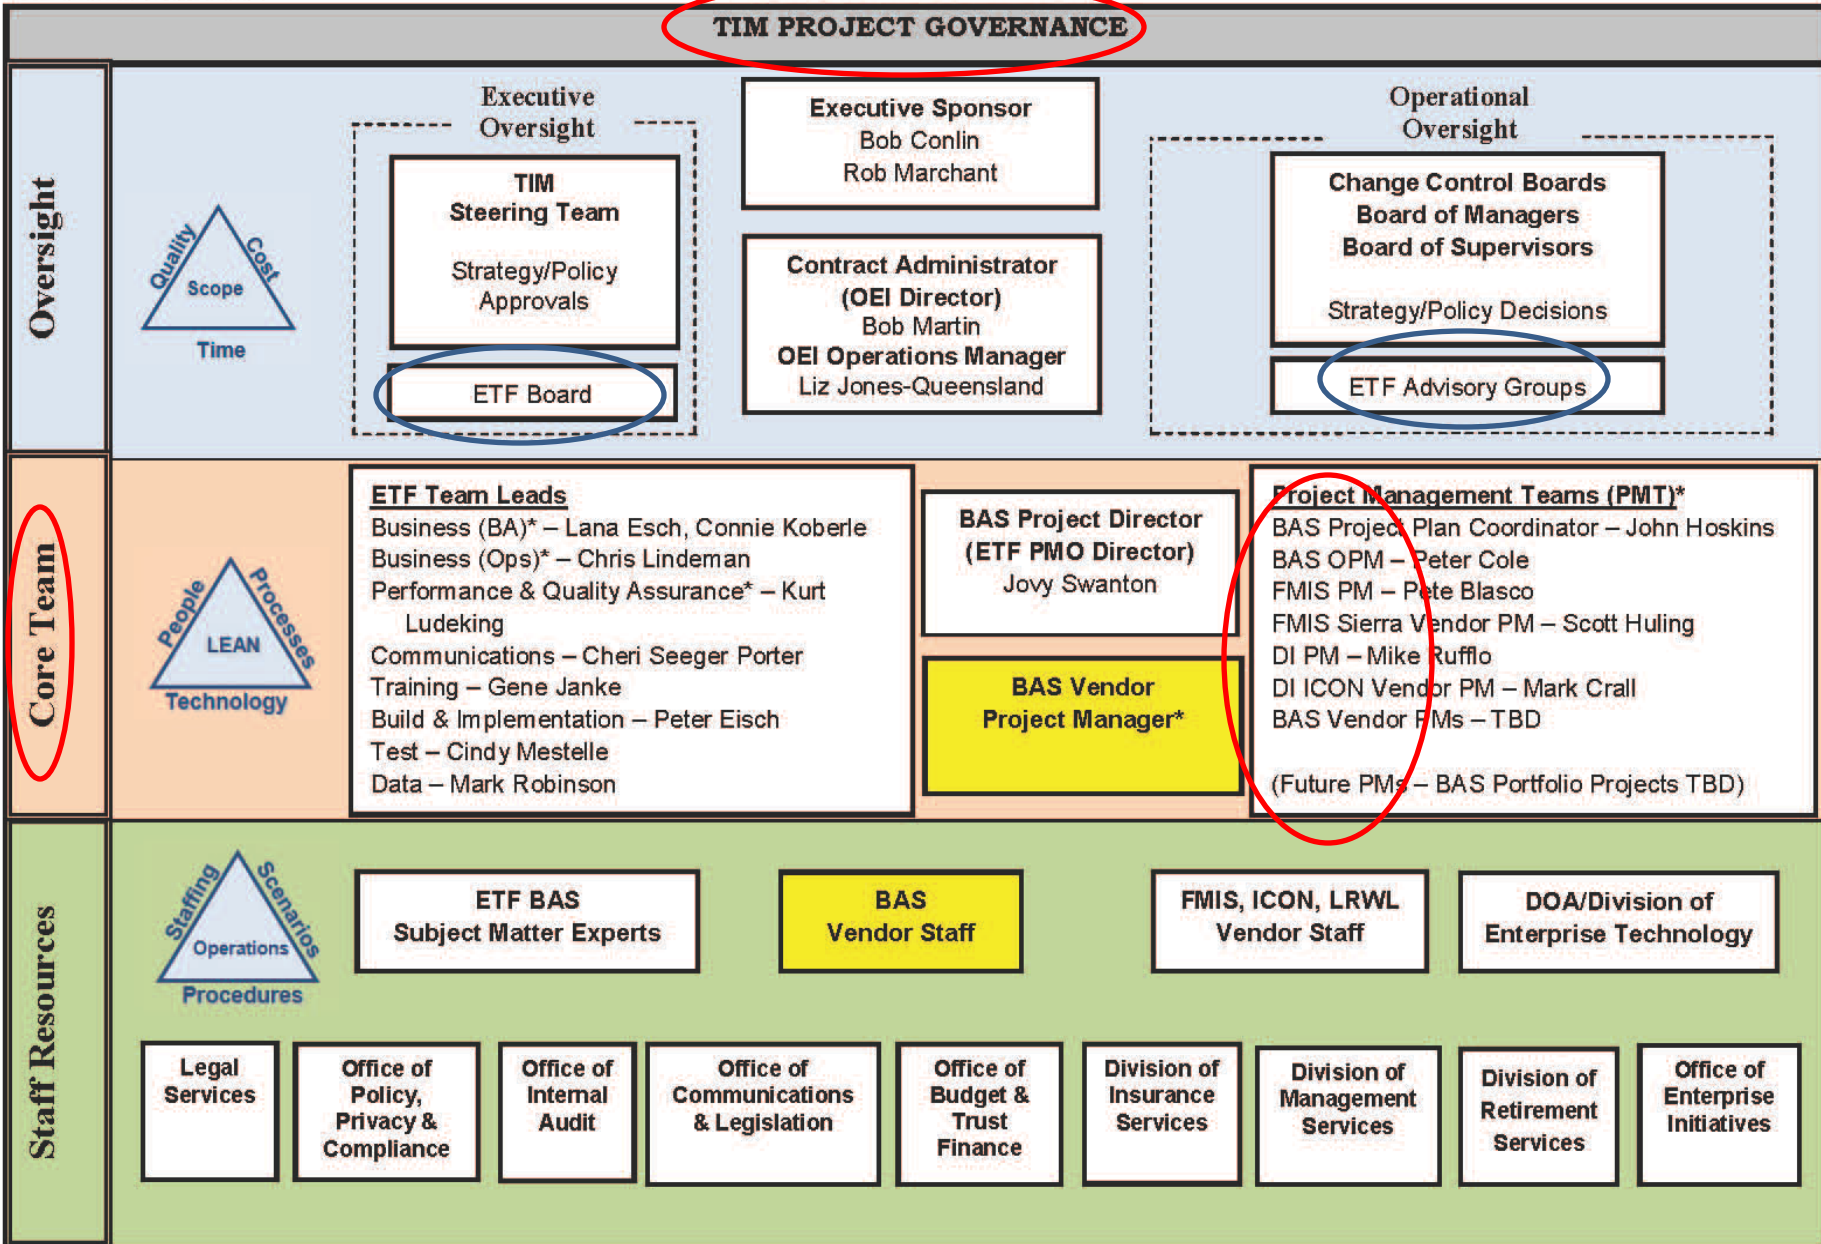 TIM PROJECT GOVERNANCE
Oversight
Quality
Cost
Scope
Time
Executive
Oversight
TIM
Steering Team
Strategy/Policy
Approvals
ETF Board
Executive Sponsor
Bob Conlin
Rob Marchant
Contract Administrator
(OEI Director)
Bob Martin
OEI Operations Manager
Liz Jones-Queensland
Operational
Oversight
Change Control Boards
Board of Managers
Board of Supervisors
Strategy/Policy Decisions
ETF Advisory Groups
Core Team
People
Processes
LEAN
Technology
ETF Team Leads
Business (BA)* – Lana Esch, Connie Koberle
Business (Ops)* – Chris Lindeman
Performance & Quality Assurance* – Kurt
Ludeking
Communications – Cheri Seeger Porter
Training – Gene Janke
Build & Implementation – Peter Eisch
Test – Cindy Mestelle
Data – Mark Robinson
BAS Project Director
(ETF PMO Director)
Jovy Swanton
BAS Vendor
Project Manager*
Project Management Teams (PMT)*
BAS Project Plan Coordinator – John Hoskins
BAS OPM – Peter Cole
FMIS PM – Pete Blasco
FMIS Sierra Vendor PM – Scott Huling
DI PM – Mike Rufflo
DI ICON Vendor PM – Mark Crall
BAS Vendor PMs – TBD
(Future PMs – BAS Portfolio Projects TBD)
Staff Resources
Staffing
Scenarios
Operations
Procedures
ETF BAS
Subject Matter Experts
BAS
Vendor Staff
FMIS, ICON, LRWL
Vendor Staff
DOA/Division of
Enterprise Technology
Legal
Services
Office of
Policy,
Privacy &
Compliance
Office of
Internal
Audit
Office of
Communications
& Legislation
Office of
Budget &
Trust
Finance
Division of
Insurance
Services
Division of
Management
Services
Division of
Retirement
Services
Office of
Enterprise
Initiatives